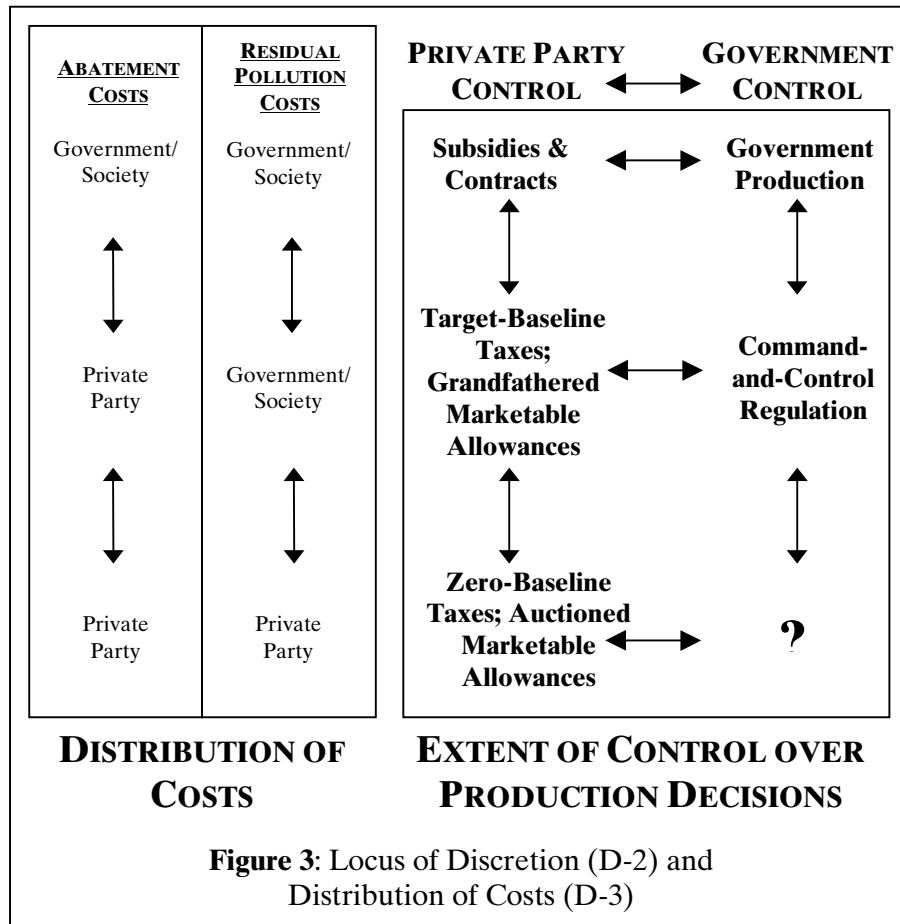 ABATEMENT
COSTS
RESIDUAL
POLLUTION
COSTS
Government/
Society
Government/
Society
Private
Party
Government/
Society
Private
Party
Private
Party
DISTRIBUTION OF
COSTS
PRIVATE PARTY
CONTROL
GOVERNMENT
CONTROL
Subsidies &
Contracts
Government
Production
Target-Baseline
Taxes;
Grandfathered
Marketable
Allowances
Command-
and-Control
Regulation
Zero-Baseline
Taxes; Auctioned
Marketable
Allowances
?
EXTENT OF CONTROL OVER
PRODUCTION DECISIONS
Figure 3: Locus of Discretion (D-2) and
Distribution of Costs (D-3)